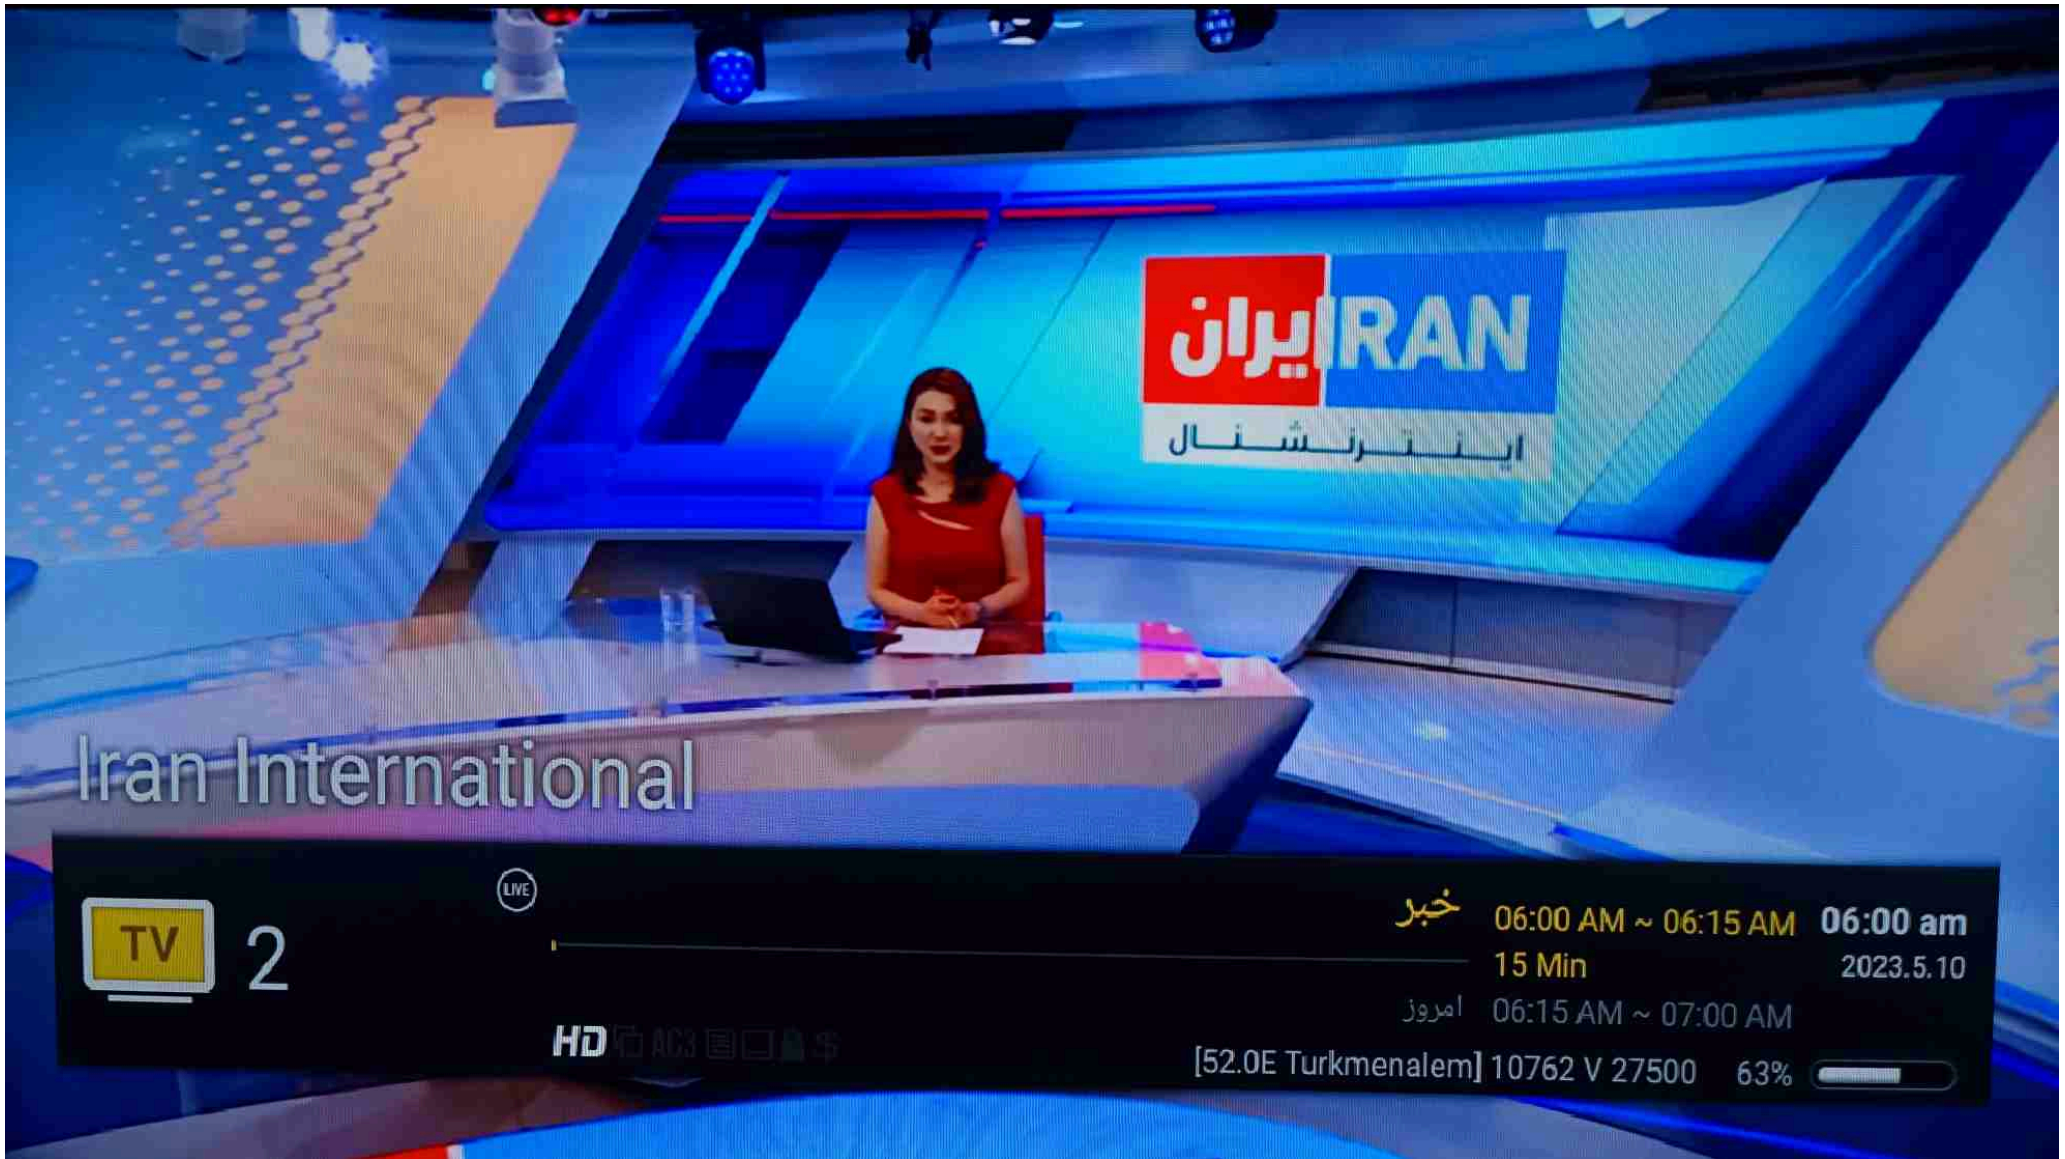 ایران IRAN
اینترنشنال
Iran International
TV 2
LIVE
خبر 06:00 AM ~ 06:15 AM 06:00 am
15 Min 2023.5.10
امروز 06:15 AM ~ 07:00 AM
HD AC3 $
[52.0E Turkmenalem] 10762 V 27500 63%